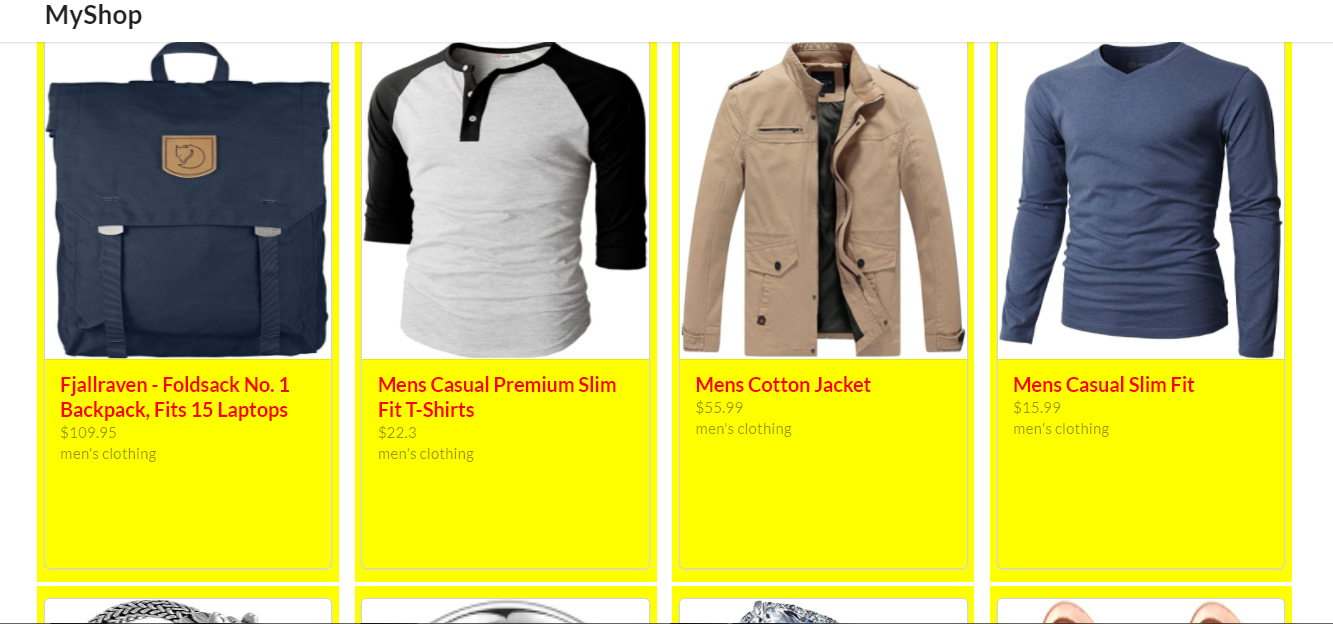 MyShop
Fjallraven - Foldsack No. 1
Backpack, Fits 15 Laptops
$109.95
men's clothing
Mens Casual Premium Slim
Fit T-Shirts
$22.3
men's clothing
Mens Cotton Jacket
$55.99
men's clothing
Mens Casual Slim Fit
$15.99
men's clothing